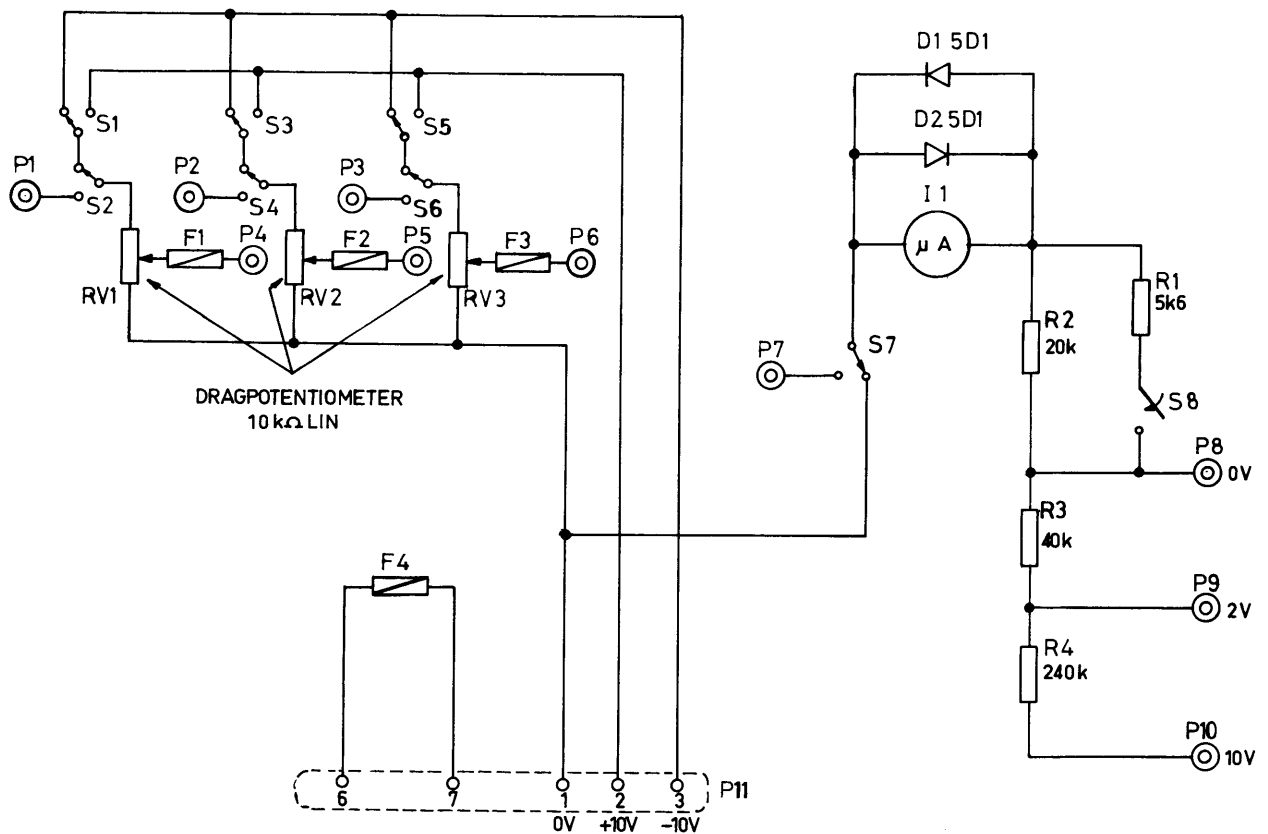 D1 5D1
S1
S3
S5
D2 5D1
P1
P2
P3
I 1
S2
S4
S6
F1
P4
F2
P5
F3
P6
μA
RV1
RV2
RV3
R1
5k6
R2
20k
P7
S7
DRAGPOTENTIOMETER
10kΩ LIN
S8
P8
0V
R3
40k
F4
P9
2V
R4
240k
P10
10V
6
7
1
2
3
P11
0V
+10V
-10V